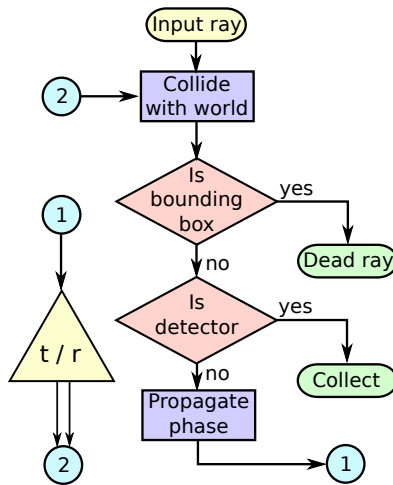 Input ray
Collide
with world
2
Is
bounding
box
yes
Dead ray
no
1
Is
detector
yes
Collect
no
t / r
Propagate
phase
2
1